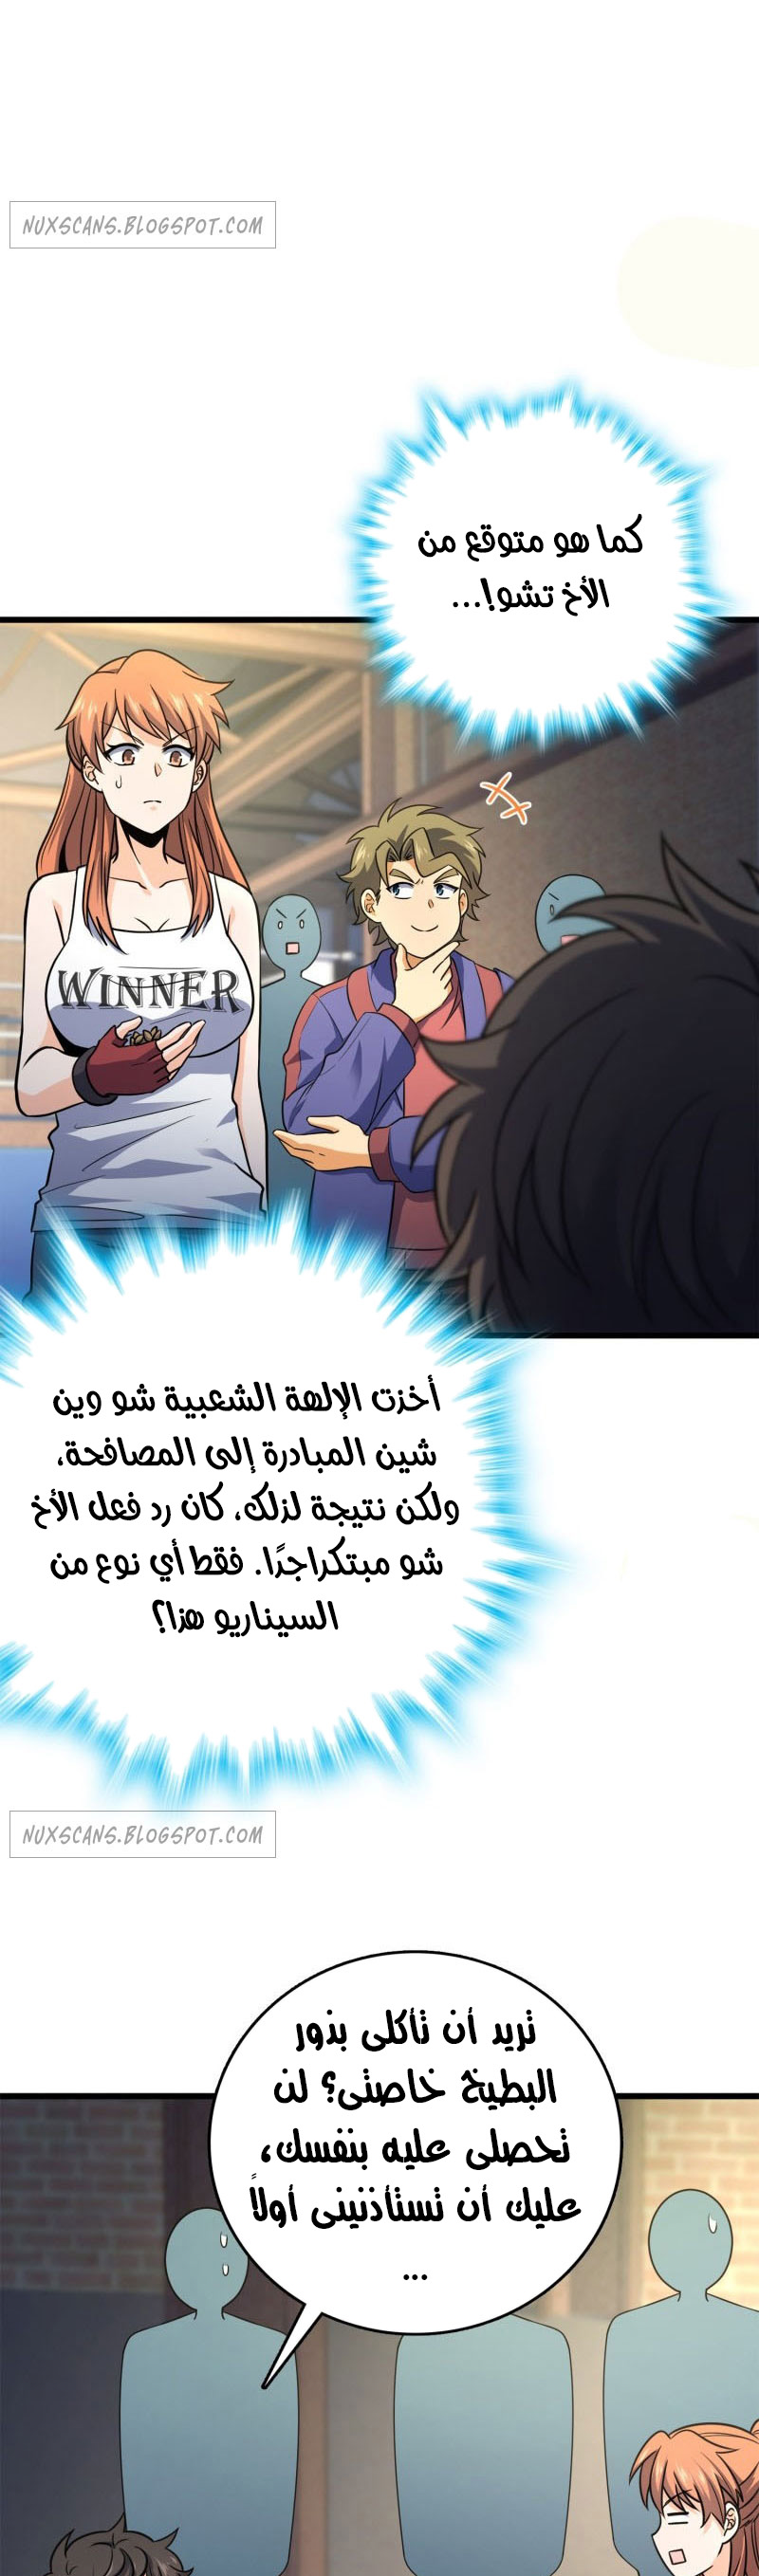 NUXSCANS.BLOGSPOT.COM
كما هو متوقع من
الأخ تشو!...
WINNER
أخزت الإلهة الشعبية شو وين
شين المبادرة إلى المصافحة،
ولكن نتيجة لزلك، كان رد فعل الأخ
شو مبتكراجدًا. فقط أي نوع من
السيناريو هزا؟
NUXSCANS.BLOGSPOT.COM
تريد أن تأكلى بذور
البطيخ خاصتى؟ لن
تحصلى عليه بنفسك،
عليك أن تستأذنينى أولاً
...